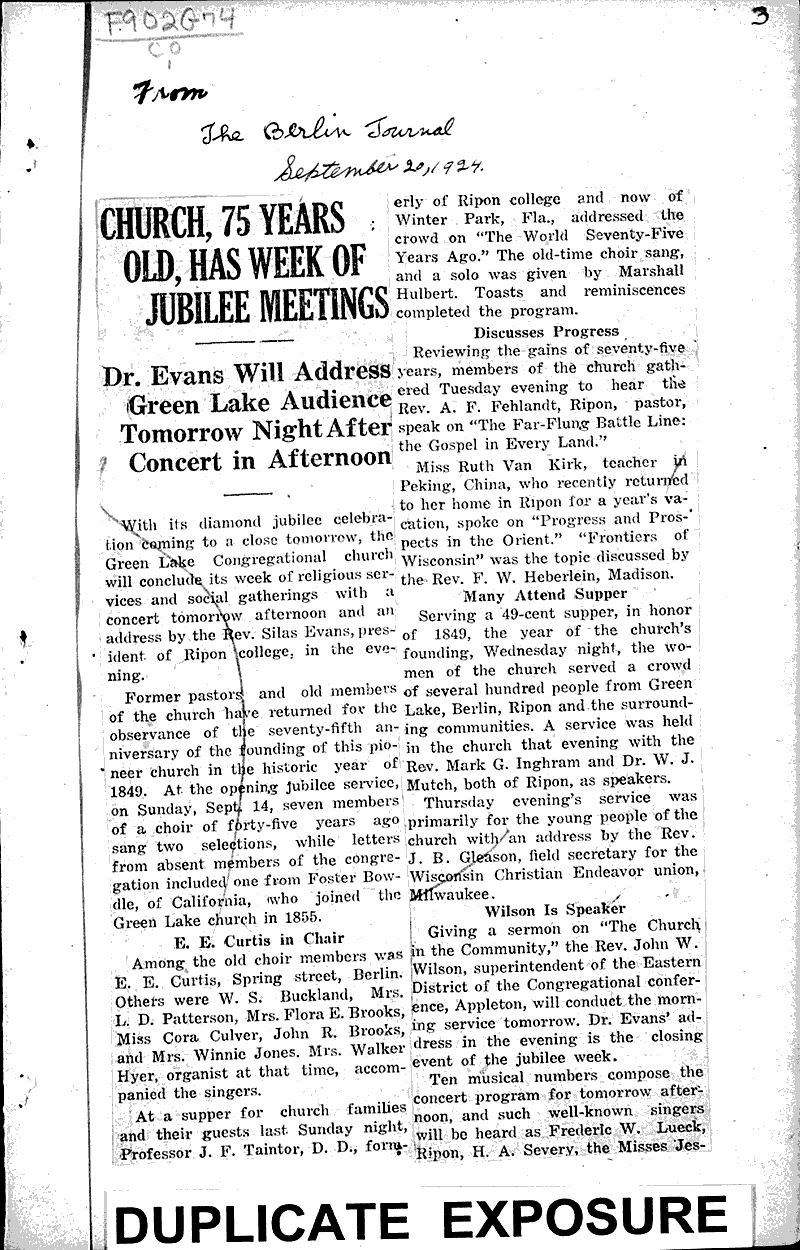 F902G74
CO
1
3
From
The Berlin Journal
September 20, 1924.
CHURCH, 75 YEARS
OLD, HAS WEEK OF
JUBILEE MEETINGS
Dr. Evans Will Address
Green Lake Audience
Tomorrow Night After
Concert in Afternoon
With its diamond jubilee celebra-
tion coming to a close tomorrow, the
Green Lake Congregational church
will conclude its week of religious ser-
vices and social gatherings with a
concert tomorrow afternoon and an
address by the Rev. Silas Evans, pres-
ident of Ripon college, in the eve-
ning.
Former pastors and old members
of the church have returned for the
observance of the seventy-fifth an-
niversary of the founding of this pio-
neer church in the historic year of
1849. At the opening jubilee service,
on Sunday, Sept. 14, seven members
of a choir of forty-five years ago
sang two selections, while letters
from absent members of the congre-
gation included one from Foster Bow-
dle, of California, who joined the
Green Lake church in 1855.
E. E. Curtis in Chair
Among the old choir members was
E. E. Curtis, Spring street, Berlin.
Others were W. S. Buckland, Mrs.
L. D. Patterson, Mrs. Flora E. Brooks,
Miss Cora Culver, John R. Brooks,
and Mrs. Winnie Jones. Mrs. Walker
Hyer, organist at that time, accom-
panied the singers.
At a supper for church families
and their guests last Sunday night,
Professor J. F. Taintor, D. D., form-
erly of Ripon college and now of
Winter Park, Fla., addressed the
crowd on "The World Seventy-Five
Years Ago." The old-time choir sang,
and a solo was given by Marshall
Hulbert. Toasts and reminiscences
completed the program.
Discusses Progress
Reviewing the gains of seventy-five
years, members of the church gath-
ered Tuesday evening to hear the
Rev. A. F. Fehlandt, Ripon, pastor,
speak on "The Far-Flung Battle Line:
the Gospel in Every Land."
Miss Ruth Van Kirk, teacher in
Peking, China, who recently returned
to her home in Ripon for a year's va-
cation, spoke on "Progress and Pros-
pects in the Orient." "Frontiers of
Wisconsin" was the topic discussed by
the Rev. F. W. Heberlein, Madison.
Many Attend Supper
Serving a 49-cent supper, in honor
of 1849, the year of the church's
founding, Wednesday night, the wo-
men of the church served a crowd
of several hundred people from Green
Lake, Berlin, Ripon and the surround-
ing communities. A service was held
in the church that evening with the
Rev. Mark G. Inghram and Dr. W. J.
Mutch, both of Ripon, as speakers.
Thursday evening's service was
primarily for the young people of the
church with an address by the Rev.
J. B. Gleason, field secretary for the
Wisconsin Christian Endeavor union,
Milwaukee.
Wilson Is Speaker
Giving a sermon on "The Church
in the Community," the Rev. John W.
Wilson, superintendent of the Eastern
District of the Congregational confer-
ence, Appleton, will conduct the morn-
ing service tomorrow. Dr. Evans' ad-
dress in the evening is the closing
event of the jubilee week.
Ten musical numbers compose the
concert program for tomorrow after-
noon, and such well-known singers
will be heard as Frederic W. Lueck,
Ripon, H. A. Severy, the Misses Jes-
DUPLICATE EXPOSURE